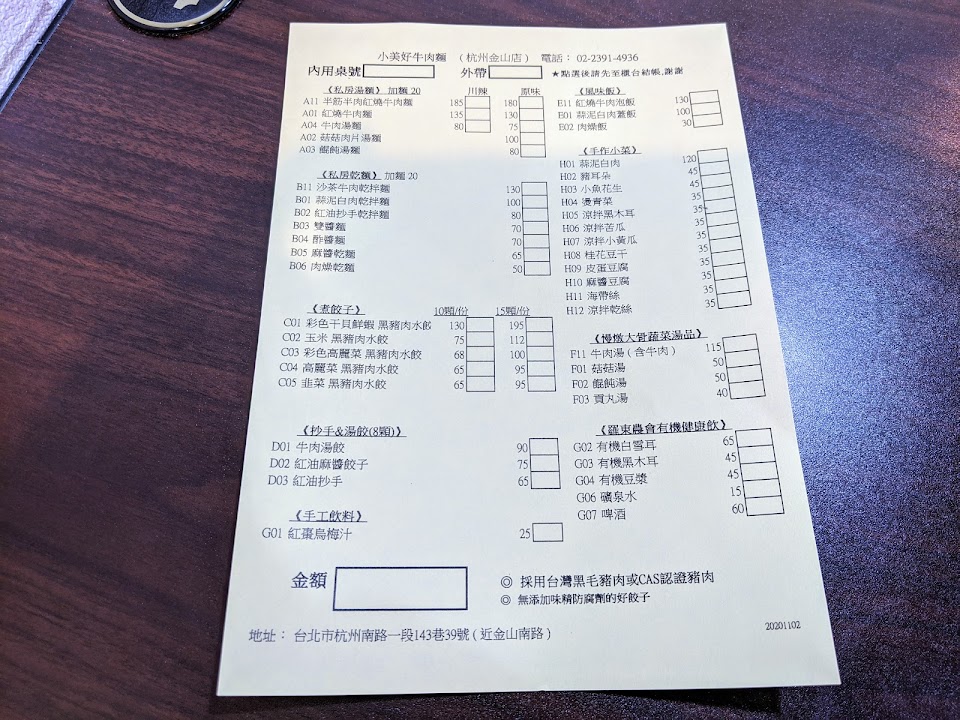 小美好牛肉麵 （杭州金山店） 電話： 02-2391-4936
內用桌號 外帶 ★點選後請先至櫃台結帳,謝謝
《私房湯麵》 加麵 20 川辣 原味
A11 半筋半肉紅燒牛肉麵 185 180
A01 紅燒牛肉麵 135 130
A04 牛肉湯麵 80 75
A02 菇菇肉片湯麵 100
A03 餛飩湯麵 80
《私房乾麵》 加麵 20
B11 沙茶牛肉乾拌麵 130
B01 蒜泥白肉乾拌麵 100
B02 紅油抄手乾拌麵 80
B03 雙醬麵 70
B04 酢醬麵 70
B05 麻醬乾麵 65
B06 肉燥乾麵 50
《煮餃子》 10顆/份 15顆/份
C01 彩色干貝鮮蝦 黑豬肉水餃 130 195
C02 玉米 黑豬肉水餃 75 112
C03 彩色高麗菜 黑豬肉水餃 68 100
C04 高麗菜 黑豬肉水餃 65 95
C05 韭菜 黑豬肉水餃 65 95
《抄手&湯餃(8顆)》
D01 牛肉湯餃 90
D02 紅油麻醬餃子 75
D03 紅油抄手 65
《手工飲料》
G01 紅棗烏梅汁 25
《風味飯》
E11 紅燒牛肉泡飯 130
E01 蒜泥白肉蓋飯 100
E02 肉燥飯 30
《手作小菜》
H01 蒜泥白肉 120
H02 豬耳朵 45
H03 小魚花生 45
H04 燙青菜 35
H05 涼拌黑木耳 35
H06 涼拌苦瓜 35
H07 涼拌小黃瓜 35
H08 桂花豆干 35
H09 皮蛋豆腐 35
H10 麻醬豆腐 35
H11 海帶絲 35
H12 涼拌乾絲 35
《慢燉大骨蔬菜湯品》
F11 牛肉湯 ( 含牛肉 ) 115
F01 菇菇湯 50
F02 餛飩湯 50
F03 貢丸湯 40
《羅東農會有機健康飲》
G02 有機白雪耳 65
G03 有機黑木耳 45
G04 有機豆漿 45
G06 礦泉水 15
G07 啤酒 60
金額
◎ 採用台灣黑毛豬肉或CAS認證豬肉
◎ 無添加味精防腐劑的好餃子
地址： 台北市杭州南路一段143巷39號 ( 近金山南路 )
20201102